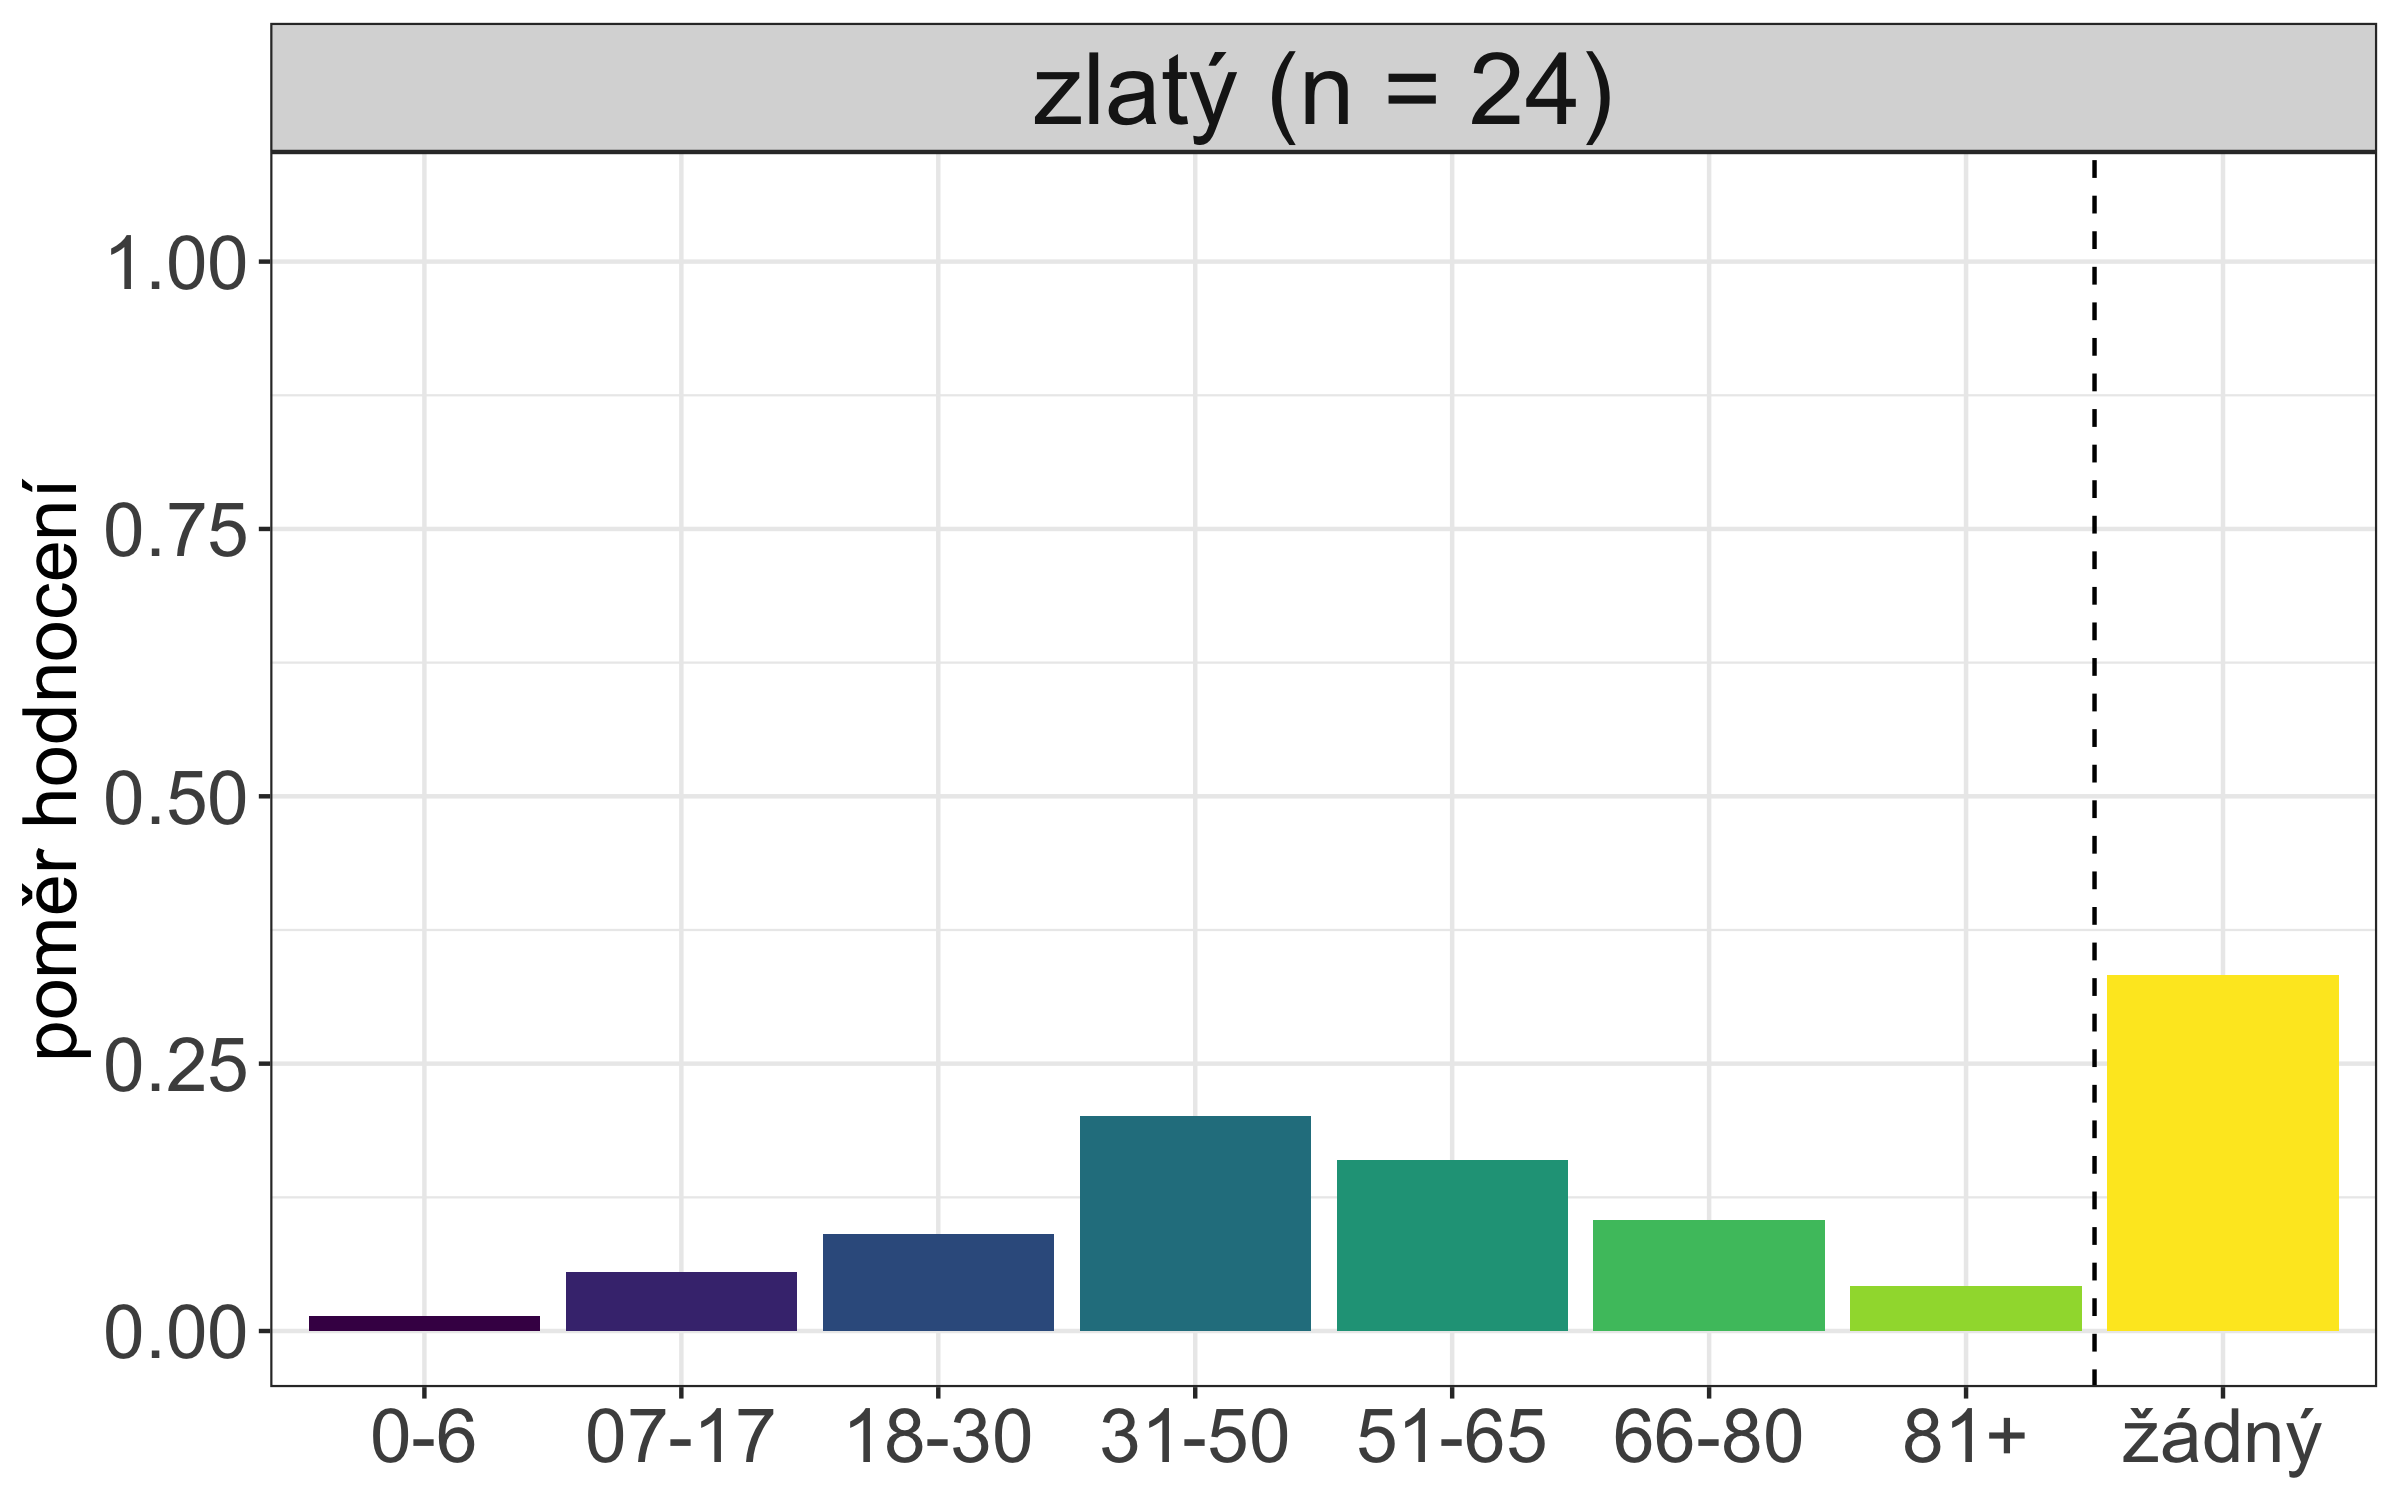 zlatý (n = 24)
poměr hodnocení
1.00
0.75
0.50
0.25
0.00
0-6 07-17 18-30 31-50 51-65 66-80 81+ žádný